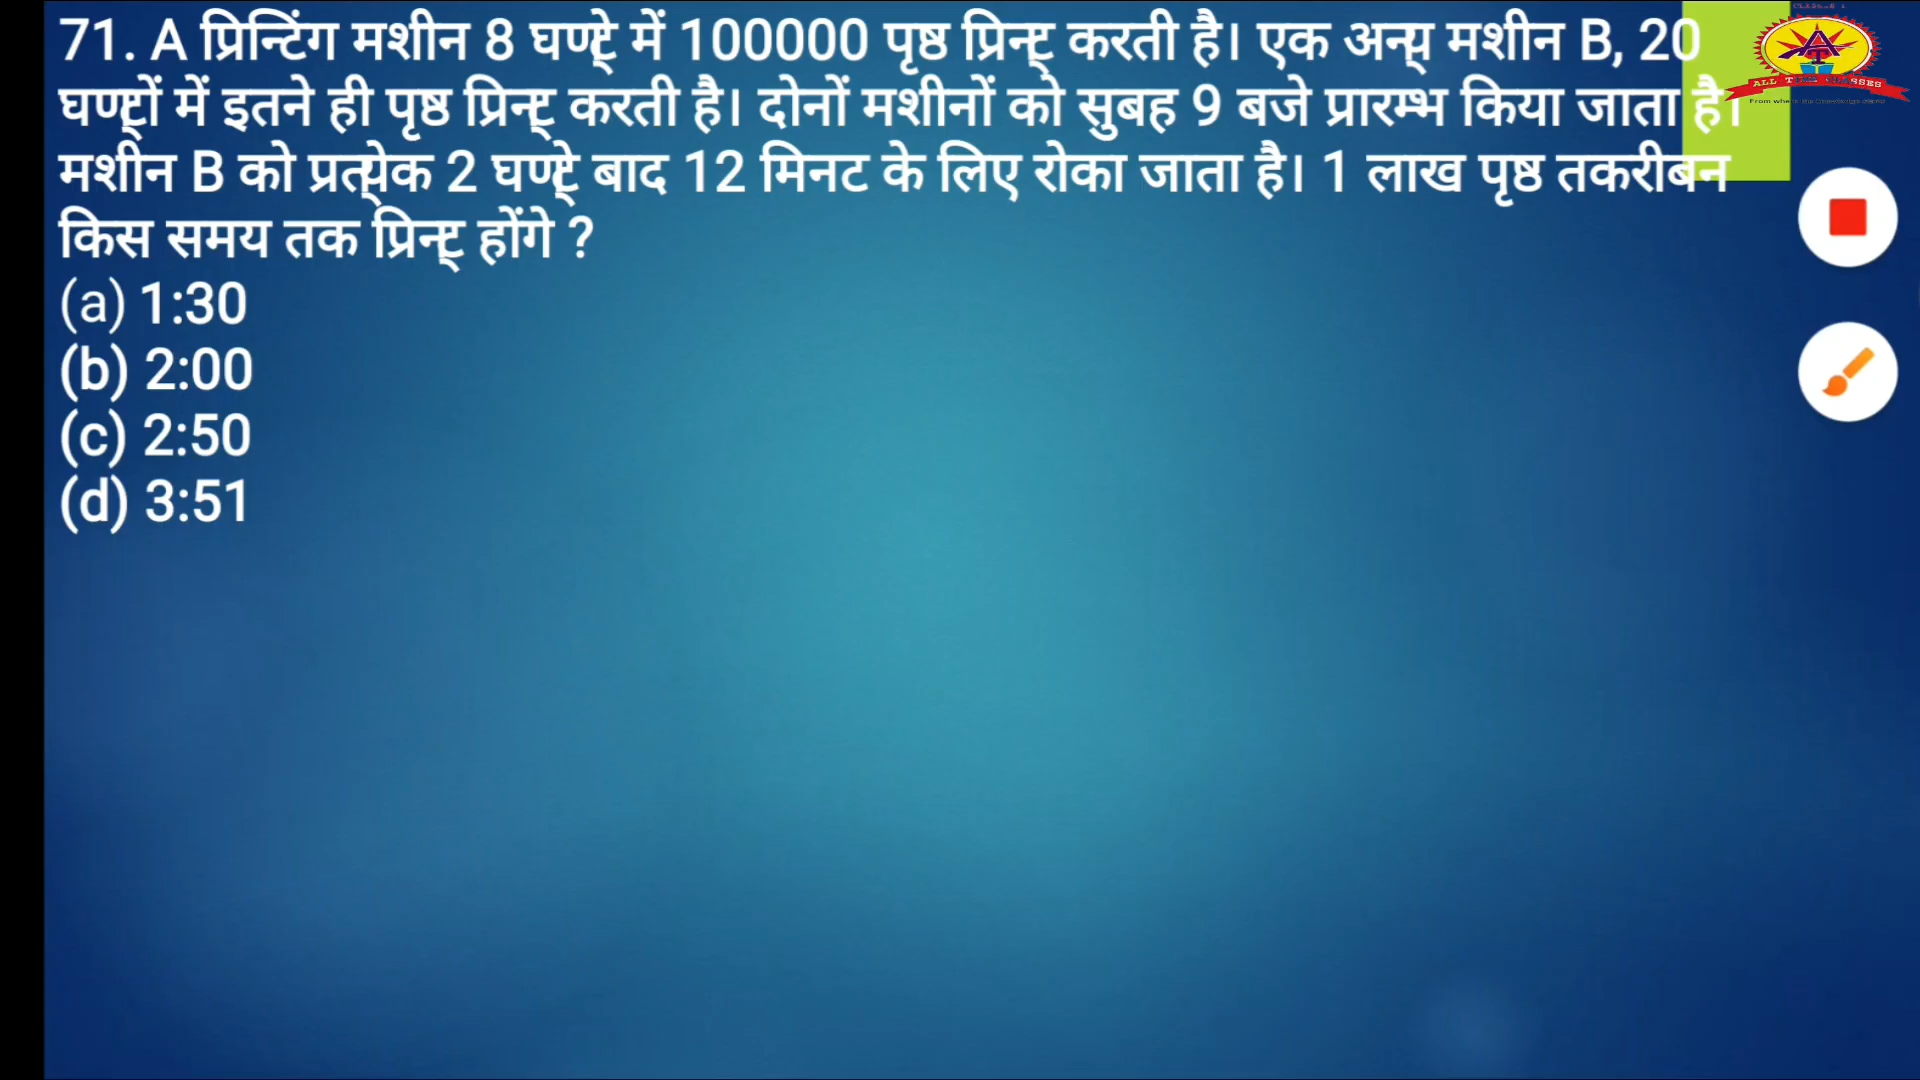 71. A प्रिन्टिंग मशीन 8 घण्टे में 100000 पृष्ठ प्रिन्ट करती है। एक अन्य मशीन B, 20
घण्टों में इतने ही पृष्ठ प्रिन्ट करती है। दोनों मशीनों को सुबह 9 बजे प्रारम्भ किया जाता है।
मशीन B को प्रत्येक 2 घण्टे बाद 12 मिनट के लिए रोका जाता है। 1 लाख पृष्ठ तकरीबन
किस समय तक प्रिन्ट होंगे ?
(a) 1:30
(b) 2:00
(c) 2:50
(d) 3:51